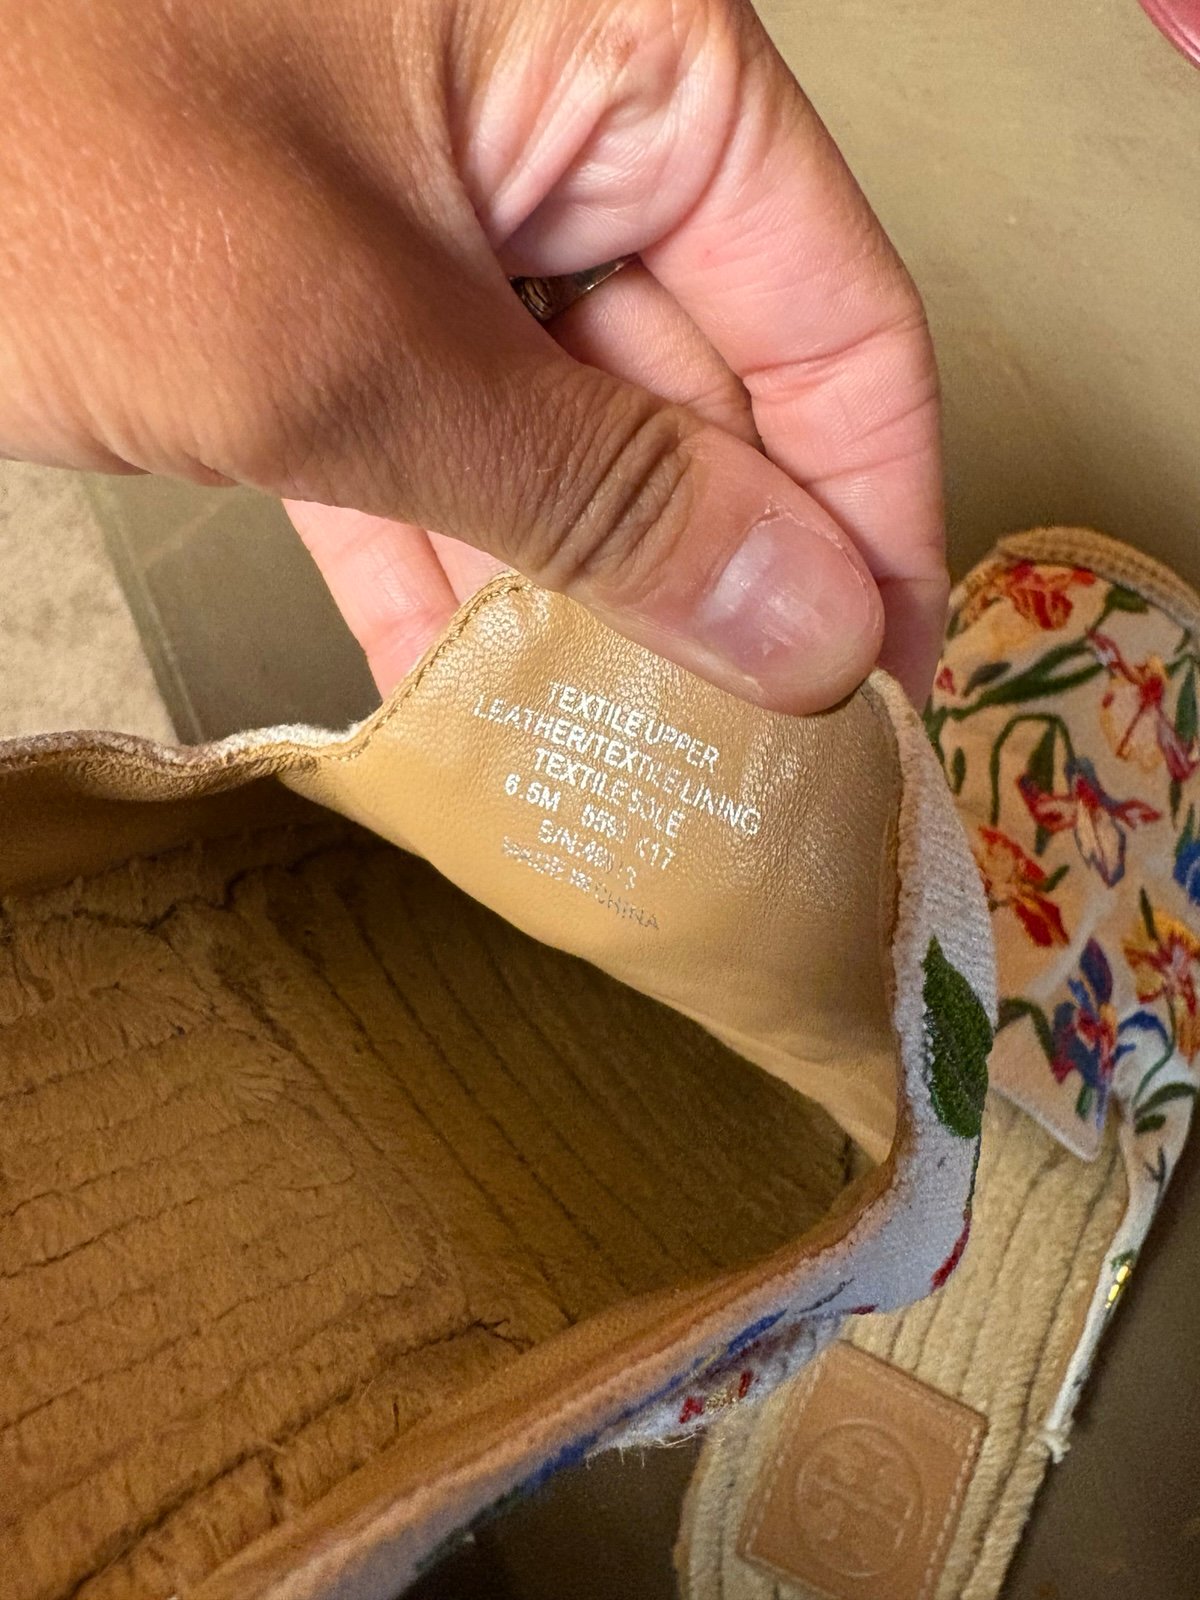 TEXTILE UPPER
LEATHER/TEXTILE LINING
TEXTILE SOLE
6.5M
MADE IN CHINA